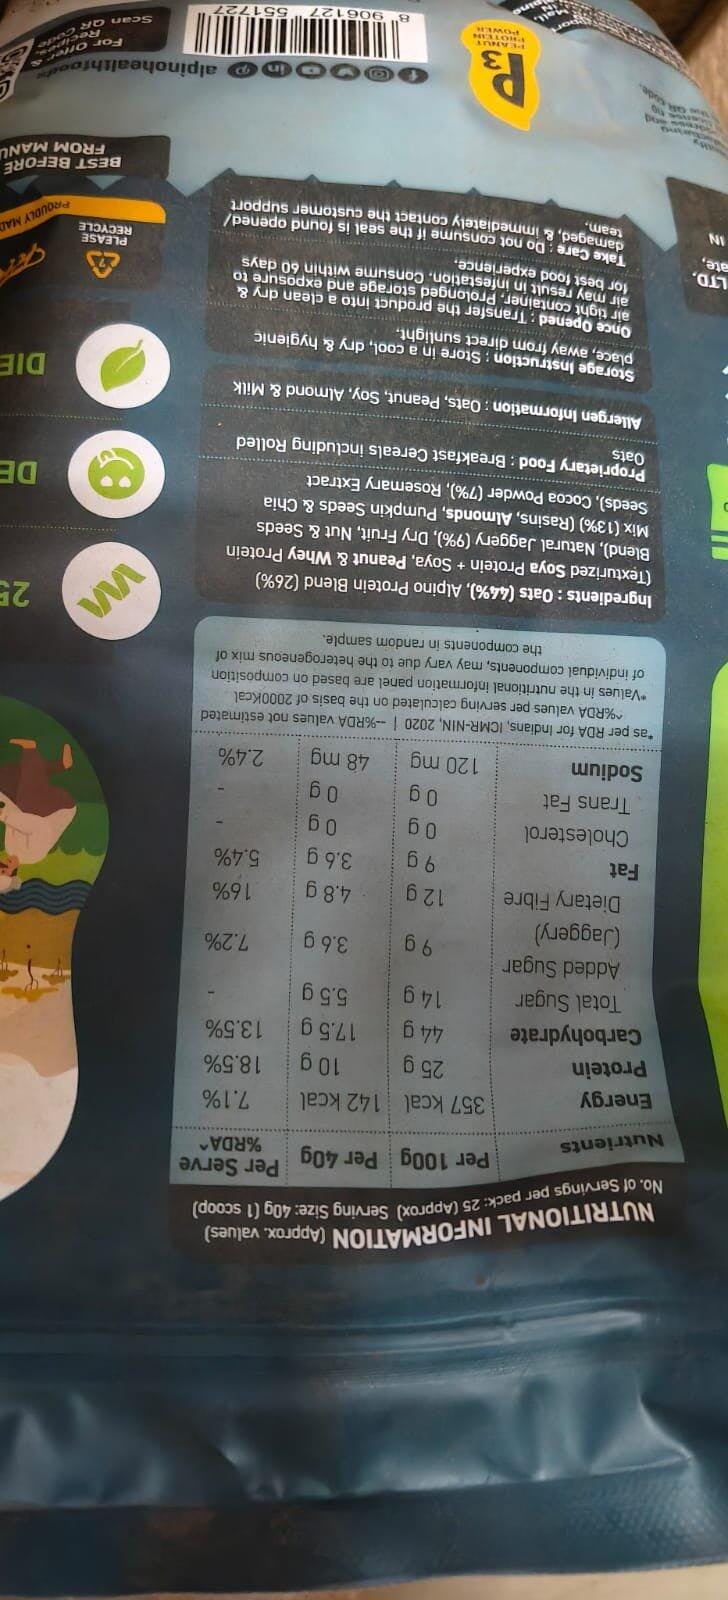 NUTRITIONAL INFORMATION (Approx. values)
No. of Servings per pack: 25 (Approx) Serving Size: 40g (1 scoop)
Nutrients Per 100g Per 40g Per Serve %RDA^
Energy 357 kcal 142 kcal 7.1%
Protein 25 g 10 g 18.5%
Carbohydrate 44 g 17.5 g 13.5%
Total Sugar 14 g 5.5 g -
Added Sugar
(Jaggery) 9 g 3.6 g 7.2%
Dietary Fibre 12 g 4.8 g 16%
Fat 9 g 3.6 g 5.4%
Cholesterol 0 g 0 g -
Trans Fat 0 g 0 g -
Sodium 120 mg 48 mg 2.4%
*as per RDA for Indians, ICMR-NIN, 2020 | --%RDA values not estimated
^%RDA values per serving calculated on the basis of 2000Kcal
*Values in the nutritional information panel are based on composition
of individual components, may vary due to the heterogeneous mix of
the components in random sample.
Ingredients : Oats (44%), Alpino Protein Blend (26%)
(Texturized Soya Protein + Soya, Peanut & Whey Protein
Blend), Natural Jaggery (9%), Dry Fruit, Nut & Seeds
Mix (13%) (Rasins, Almonds, Pumpkin Seeds & Chia
Seeds), Cocoa Powder (7%), Rosemary Extract
Proprietary Food : Breakfast Cereals including Rolled
Oats
Allergen Information : Oats, Peanut, Soy, Almond & Milk
Storage Instruction : Store in a cool, dry & hygienic
place, away from direct sunlight.
Once Opened : Transfer the product into a clean dry &
air tight container. Prolonged storage and exposure to
air may result in infestation. Consume within 60 days
for best food experience.
Take Care : Do not consume if the seal is found opened/
damaged, & immediately contact the customer support
team.
25
DE
DIE
PLEASE
RECYCLE
PROUDLY MAD
BEST BEFORE
FROM MANU
P3
PEANUT
PROTEIN
POWER
alpinohealthfoods
8 906127 551727
For other &
Recipes
Scan QR Code
LTD.
IN